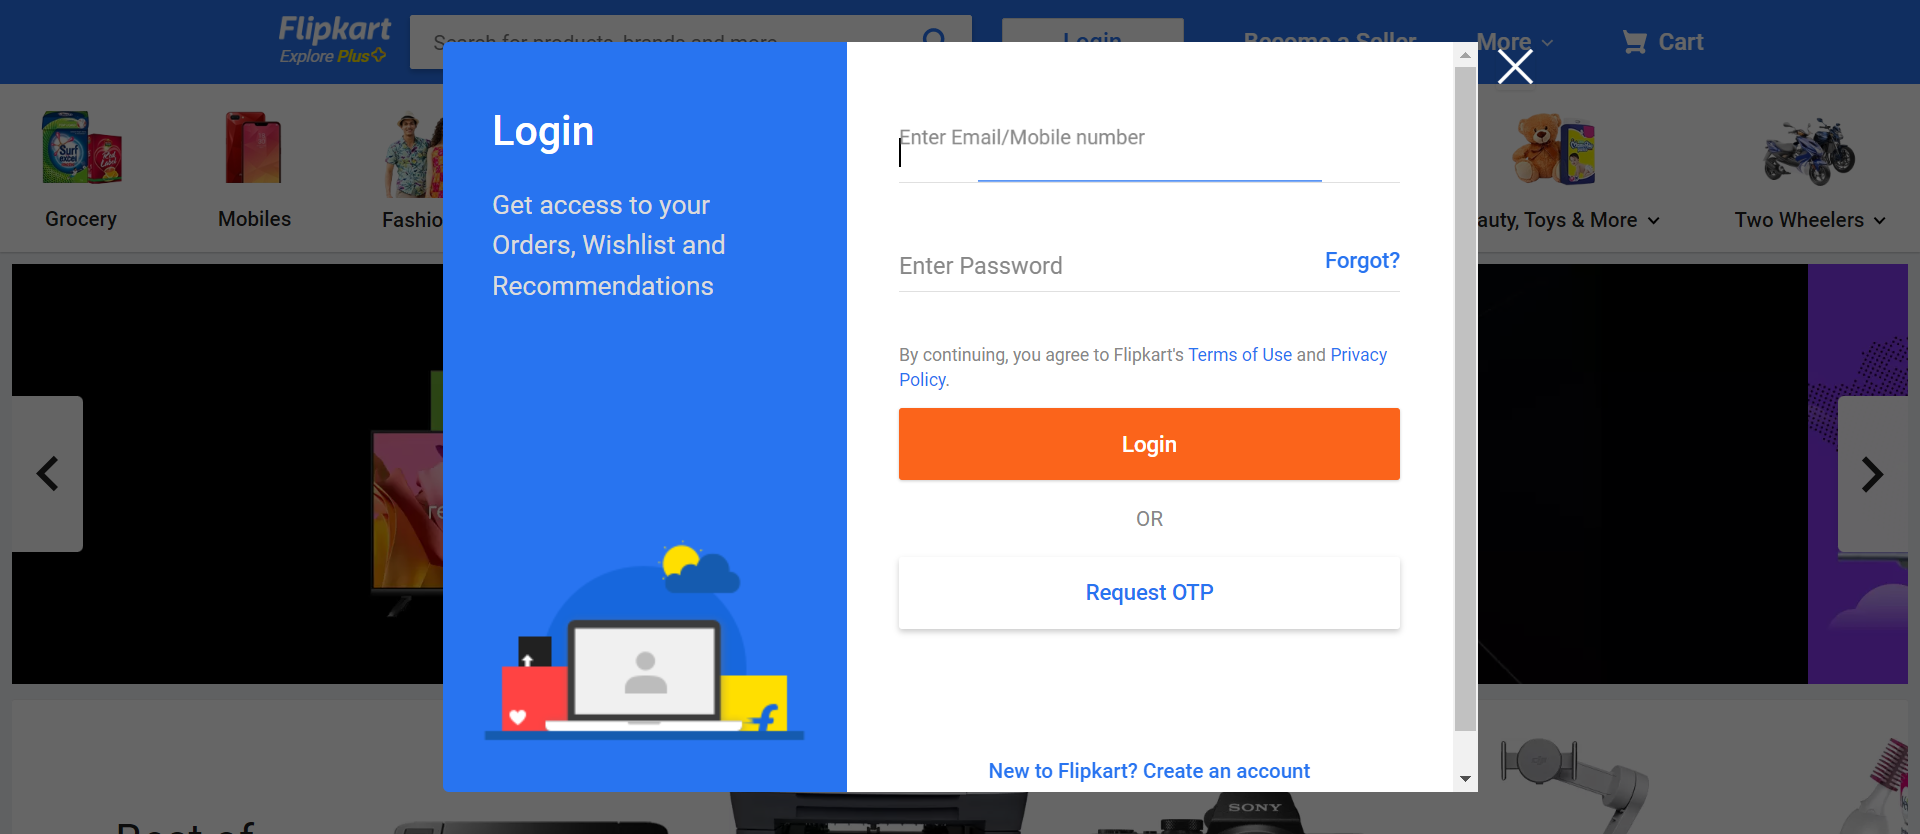 Flipkart
Explore Plus
Search for products, brands and more
Login
Become a Seller
More
Cart
Surf
excel
Grocery
Mobiles
Fashio
auty, Toys & More
Two Wheelers
Login
Get access to your
Orders, Wishlist and
Recommendations
Enter Email/Mobile number
Enter Password
Forgot?
By continuing, you agree to Flipkart's Terms of Use and Privacy
Policy.
Login
OR
Request OTP
New to Flipkart? Create an account
re
SONY
Best of